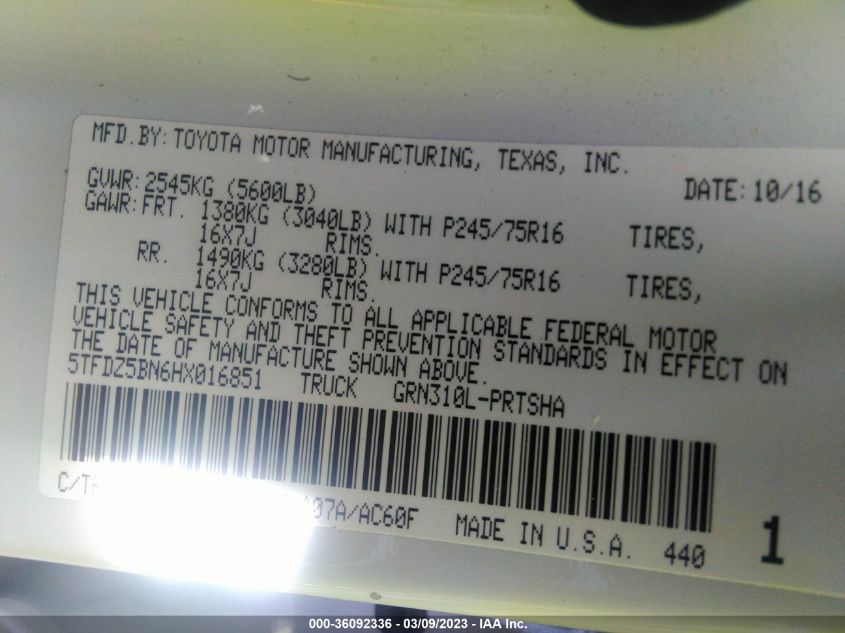 MFD.BY: TOYOTA MOTOR MANUFACTURING, TEXAS, INC.
DATE: 10/16
GVWR: 2545KG (5600LB)
GAWR: FRT. 1380KG (3040LB) WITH P245/75R16 TIRES,
16X7J RIMS.
RR. 1490KG (3280LB) WITH P245/75R16 TIRES,
16X7J RIMS.
THIS VEHICLE CONFORMS TO ALL APPLICABLE FEDERAL MOTOR
VEHICLE SAFETY AND THEFT PREVENTION STANDARDS IN EFFECT ON
THE DATE OF MANUFACTURE SHOWN ABOVE.
5TFDZ5BN6HX016851 TRUCK GRN310L-PRTSHA
07A/AC60F MADE IN U.S.A. 440 1
000-36092336 - 03/09/2023 - IAA Inc.